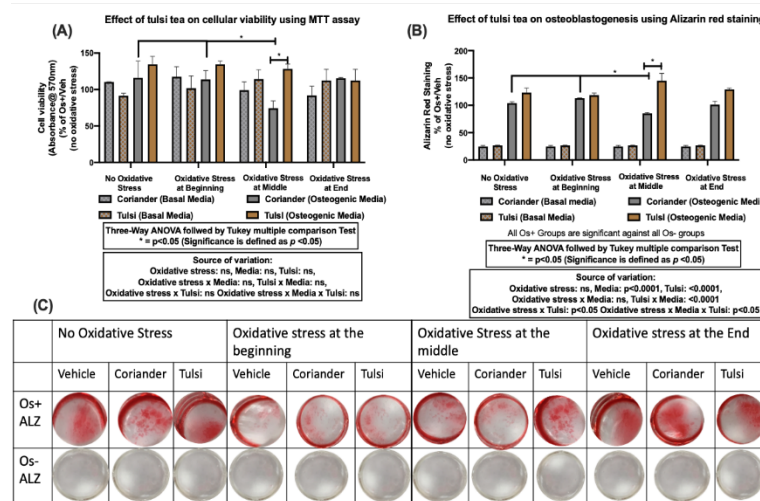 Effect of tulsi tea on cellular viability using MTT assay
(A)
Cell viability
(Absorbance@ 570nm)
(% of Os+/Veh
(no oxidative stress)
150
100
50
0
No Oxidative
Stress
Oxidative Stress
at Beginning
Oxidative Stress
at Middle
Oxidative Stress
at End
*
*
Coriander (Basal Media)
Coriander (Osteogenic Media)
Tulsi (Basal Media)
Tulsi (Osteogenic Media)
Three-Way ANOVA follwed by Tukey multiple comparison Test
* = p<0.05 (Significance is defined as p <0.05)
Source of variation:
Oxidative stress: ns, Media: ns, Tulsi: ns,
Oxidative stress x Media: ns, Tulsi x Media: ns,
Oxidative stress x Tulsi: ns Oxidative stress x Media x Tulsi: ns
Effect of tulsi tea on osteoblastogenesis using Alizarin red staining
(B)
Alizarin Red Staining
% of Os+/Veh
(no oxidative stress)
200
150
100
50
0
No Oxidative
Stress
Oxidative Stress
at Beginning
Oxidative Stress
at Middle
Oxidative Stress
at End
*
*
Coriander (Basal Media)
Coriander (Osteogenic Media)
Tulsi (Basal Media)
Tulsi (Osteogenic Media)
All Os+ Groups are significant against all Os- groups
Three-Way ANOVA follwed by Tukey multiple comparison Test
* = p<0.05 (Significance is defined as p <0.05)
Source of variation:
Oxidative stress: ns, Media: p<0.0001, Tulsi: <0.0001,
Oxidative stress x Media: ns, Tulsi x Media: <0.0001
Oxidative stress x Tulsi: p<0.05 Oxidative stress x Media x Tulsi: p<0.05
(C)
No Oxidative Stress
Oxidative stress at the
beginning
Oxidative Stress at the
middle
Oxidative stress at the End
Vehicle Coriander Tulsi Vehicle Coriander Tulsi Vehicle Coriander Tulsi Vehicle Coriander Tulsi
Os+
ALZ
Os-
ALZ